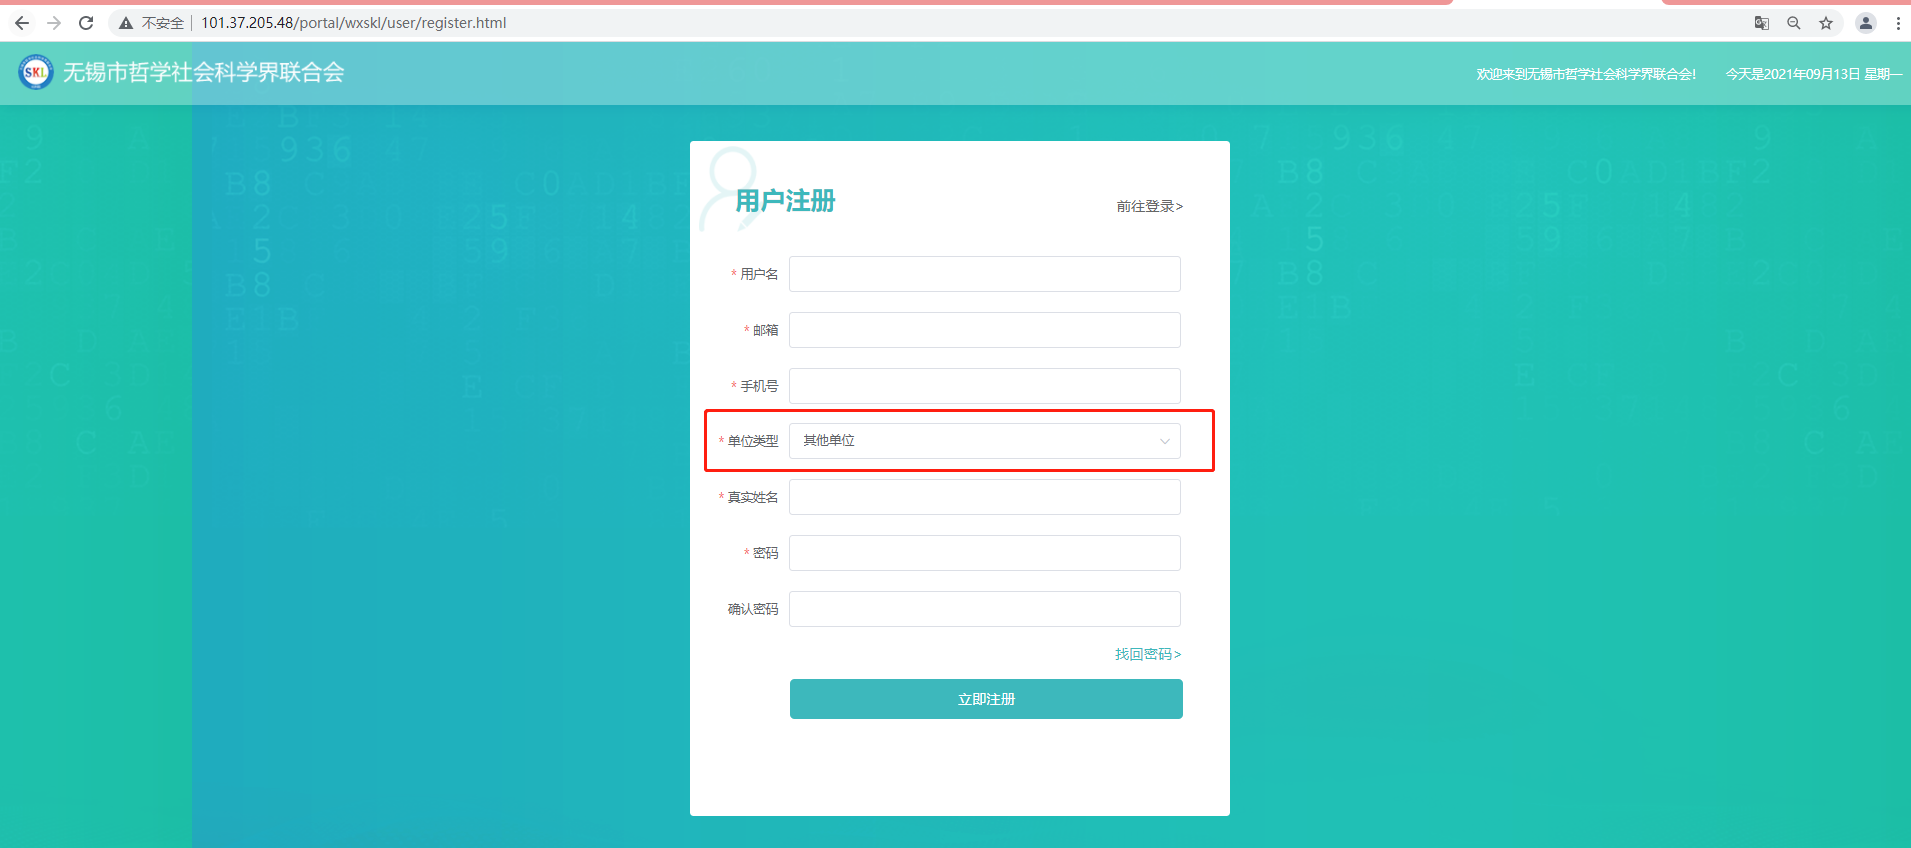 不安全 101.37.205.48/portal/wxskl/user/register.html
SKL 无锡市哲学社会科学界联合会
欢迎来到无锡市哲学社会科学界联合会! 今天是2021年09月13日 星期一
用户注册
前往登录>
* 用户名
* 邮箱
* 手机号
* 单位类型 其他单位
* 真实姓名
* 密码
确认密码
找回密码>
立即注册